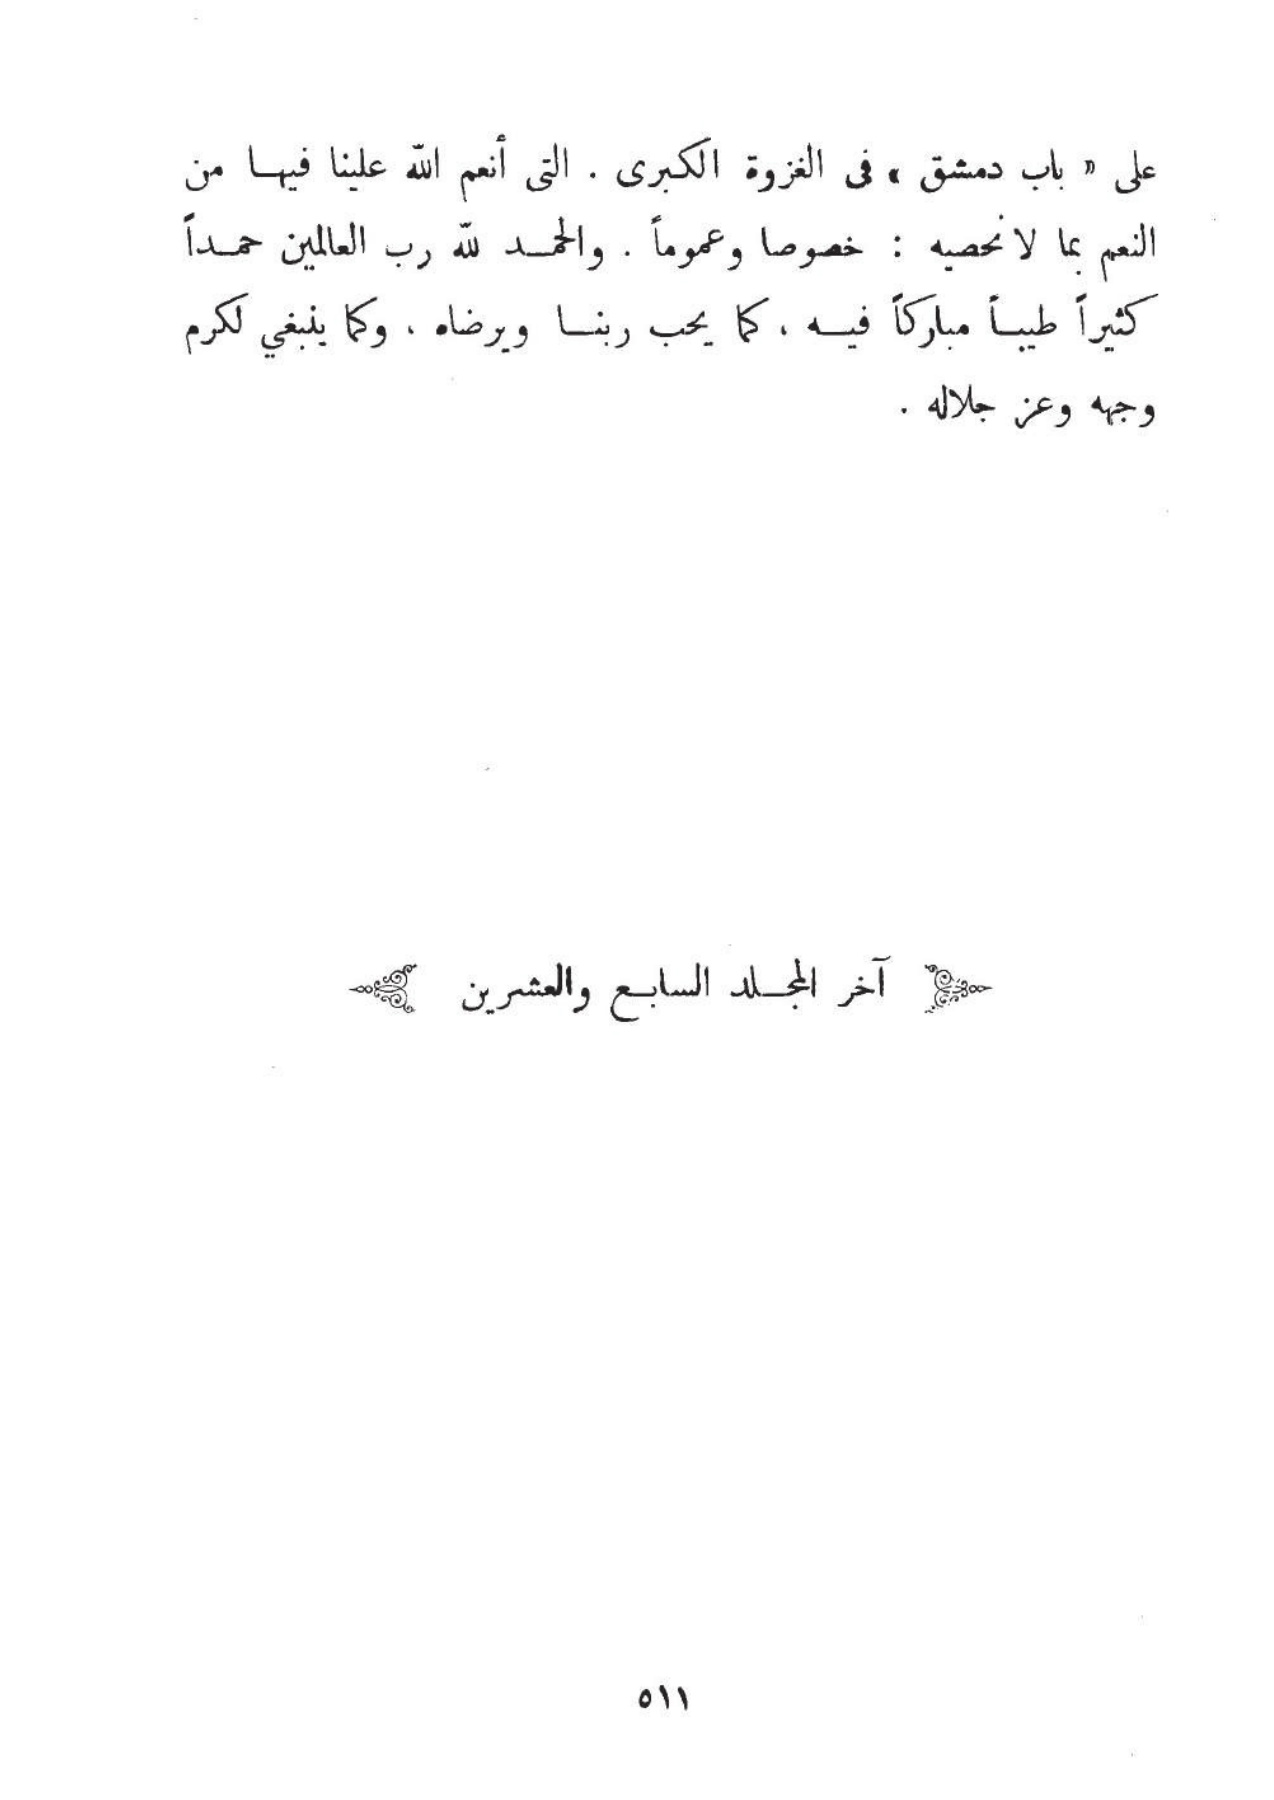 على « باب دمشق » فى الغزوة الكبرى . التى أنعم الله علينا فيها من
النعم بما لا نحصيه : خصوصا وعموماً . والحمد لله رب العالمين حمداً
كثيراً طيباً مباركاً فيه ، كما يحب ربنا ويرضاه ، وكما ينبغي لكرم
وجهه وعز جلاله .
آخر المجلد السابع والعشرين
٥١١